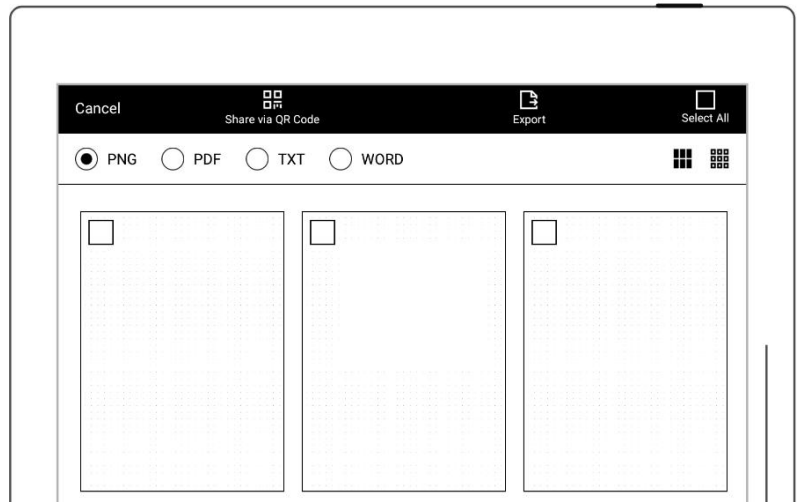 Cancel
Share via QR Code
Export
Select All
PNG
PDF
TXT
WORD